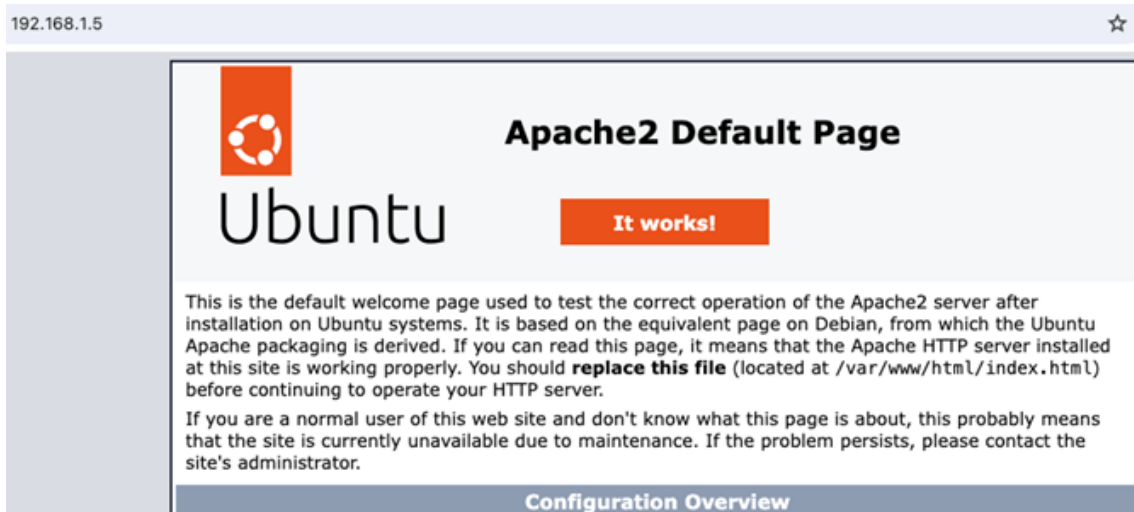 192.168.1.5
Apache2 Default Page
Ubuntu
It works!
This is the default welcome page used to test the correct operation of the Apache2 server after
installation on Ubuntu systems. It is based on the equivalent page on Debian, from which the Ubuntu
Apache packaging is derived. If you can read this page, it means that the Apache HTTP server installed
at this site is working properly. You should replace this file (located at /var/www/html/index.html)
before continuing to operate your HTTP server.
If you are a normal user of this web site and don't know what this page is about, this probably means
that the site is currently unavailable due to maintenance. If the problem persists, please contact the
site's administrator.
Configuration Overview